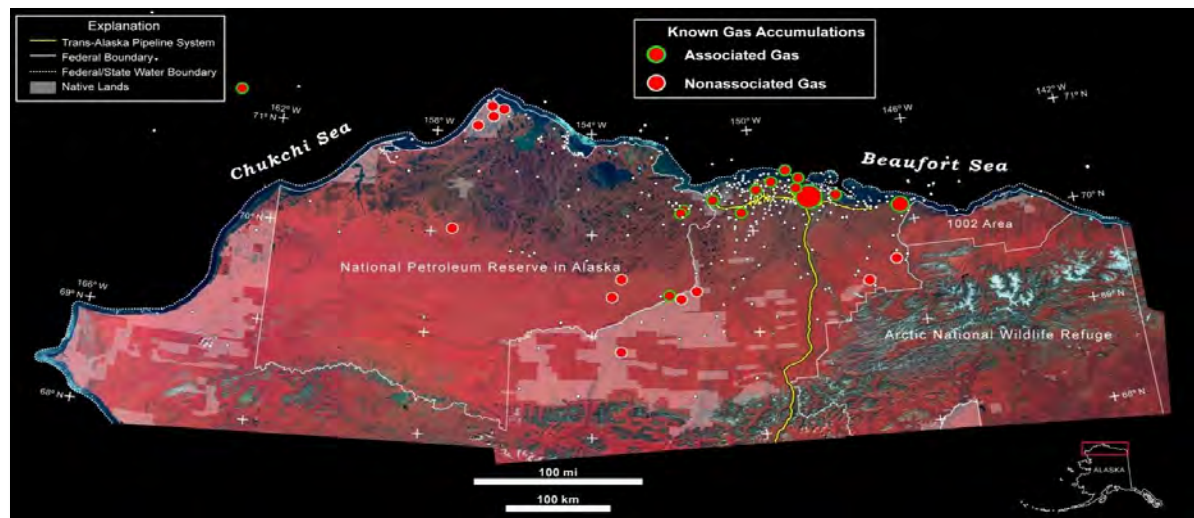 Explanation
Trans-Alaska Pipeline System
Federal Boundary
Federal/State Water Boundary
Native Lands
Known Gas Accumulations
Associated Gas
Nonassociated Gas
162° W
71° N
158° W
154° W
150° W
146° W
142° W
71° N
Chukchi Sea
Beaufort Sea
70° N
70° N
1002 Area
National Petroleum Reserve in Alaska
166° W
69° N
69° N
Arctic National Wildlife Refuge
68° N
68° N
100 mi
100 km
ALASKA